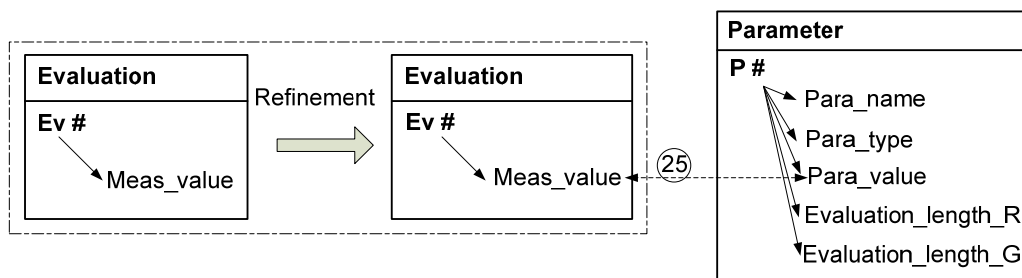 Evaluation
Ev #
Meas_value
Refinement
Evaluation
Ev #
Meas_value
25
Parameter
P #
Para_name
Para_type
Para_value
Evaluation_length_R
Evaluation_length_G